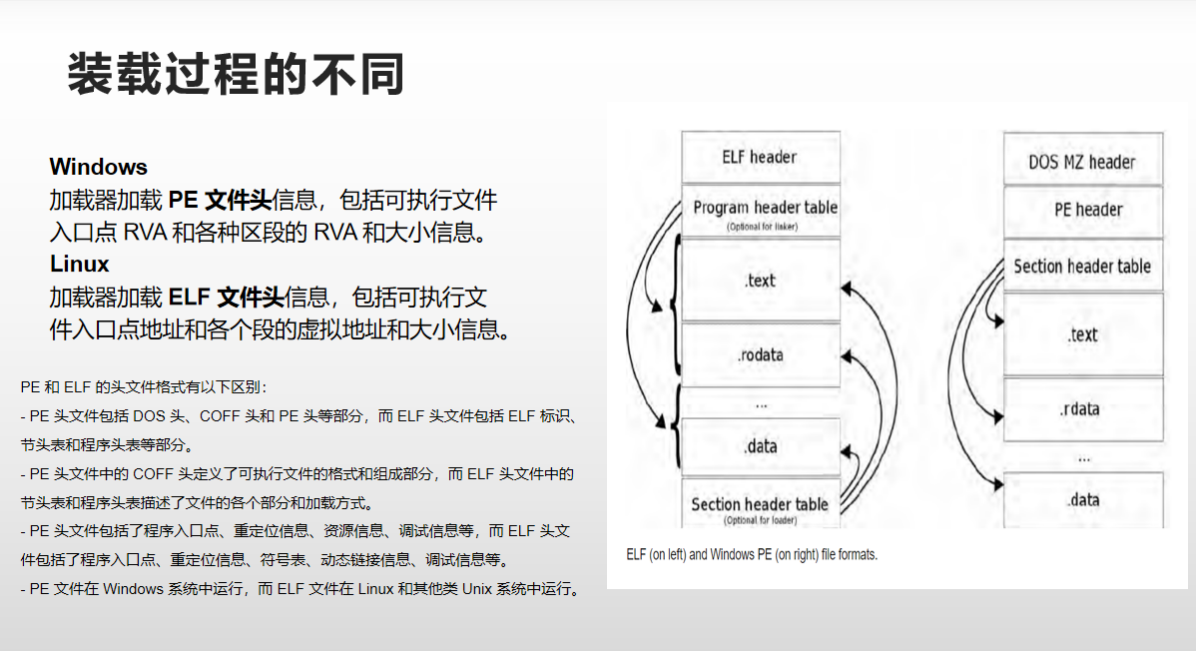 装载过程的不同
Windows
加载器加载 PE 文件头信息，包括可执行文件
入口点 RVA 和各种区段的 RVA 和大小信息。
Linux
加载器加载 ELF 文件头信息，包括可执行文
件入口点地址和各个段的虚拟地址和大小信息。
PE 和 ELF 的头文件格式有以下区别：
- PE 头文件包括 DOS 头、COFF 头和 PE 头等部分，而 ELF 头文件包括 ELF 标识、
节头表和程序头表等部分。
- PE 头文件中的 COFF 头定义了可执行文件的格式和组成部分，而 ELF 头文件中的
节头表和程序头表描述了文件的各个部分和加载方式。
- PE 头文件包括了程序入口点、重定位信息、资源信息、调试信息等，而 ELF 头文
件包括了程序入口点、重定位信息、符号表、动态链接信息、调试信息等。
- PE 文件在 Windows 系统中运行，而 ELF 文件在 Linux 和其他类 Unix 系统中运行。
ELF header
Program header table
(Optional for linker)
.text
.rodata
...
.data
Section header table
(Optional for loader)
DOS MZ header
PE header
Section header table
.text
.rdata
...
.data
ELF (on left) and Windows PE (on right) file formats.